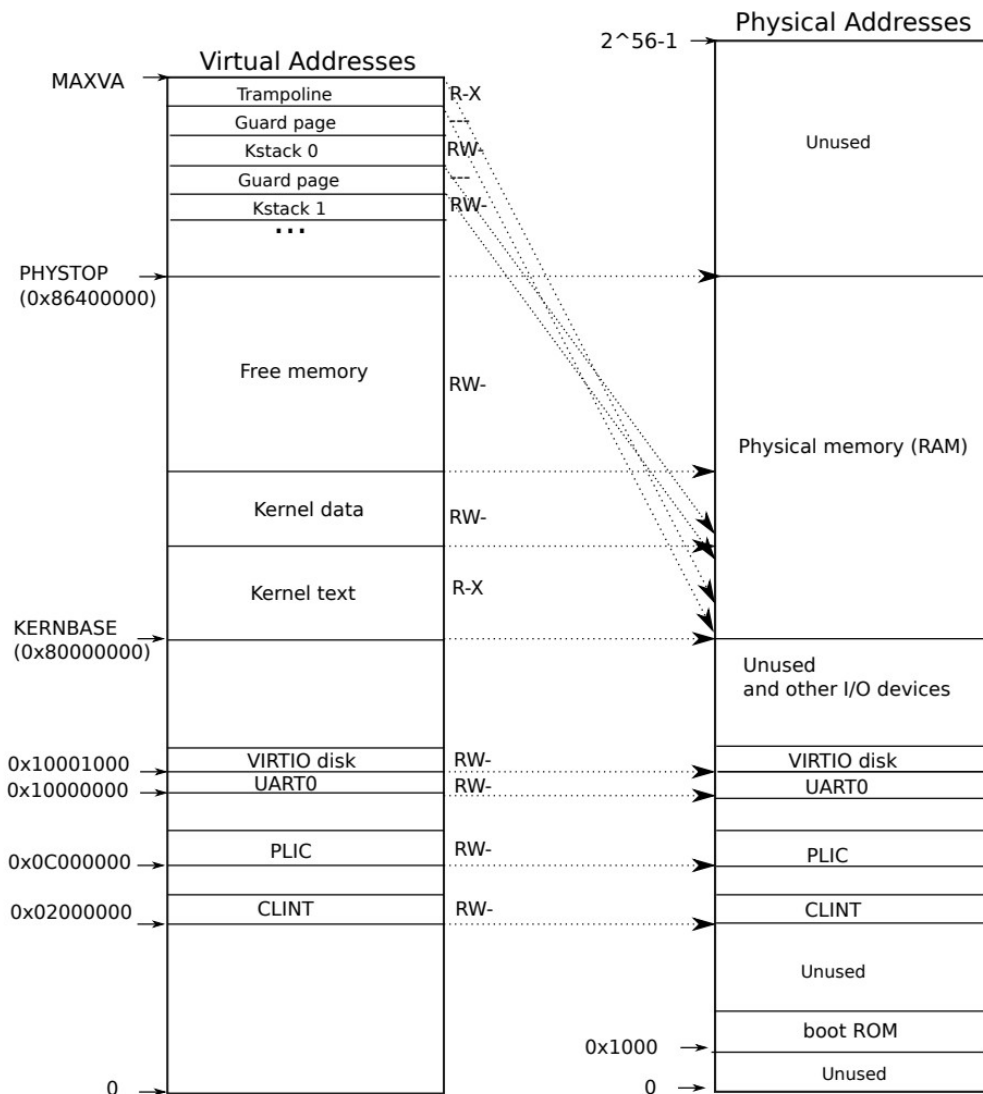 Virtual Addresses
MAXVA
Trampoline
R-X
Guard page
---
Kstack 0
RW-
Guard page
---
Kstack 1
RW-
...
PHYSTOP
(0x86400000)
Free memory
RW-
Kernel data
RW-
Kernel text
R-X
KERNBASE
(0x80000000)
0x10001000
VIRTIO disk
RW-
0x10000000
UART0
RW-
0x0C000000
PLIC
RW-
0x02000000
CLINT
RW-
0
Physical Addresses
2^56-1
Unused
Physical memory (RAM)
Unused
and other I/O devices
VIRTIO disk
UART0
PLIC
CLINT
Unused
boot ROM
0x1000
Unused
0